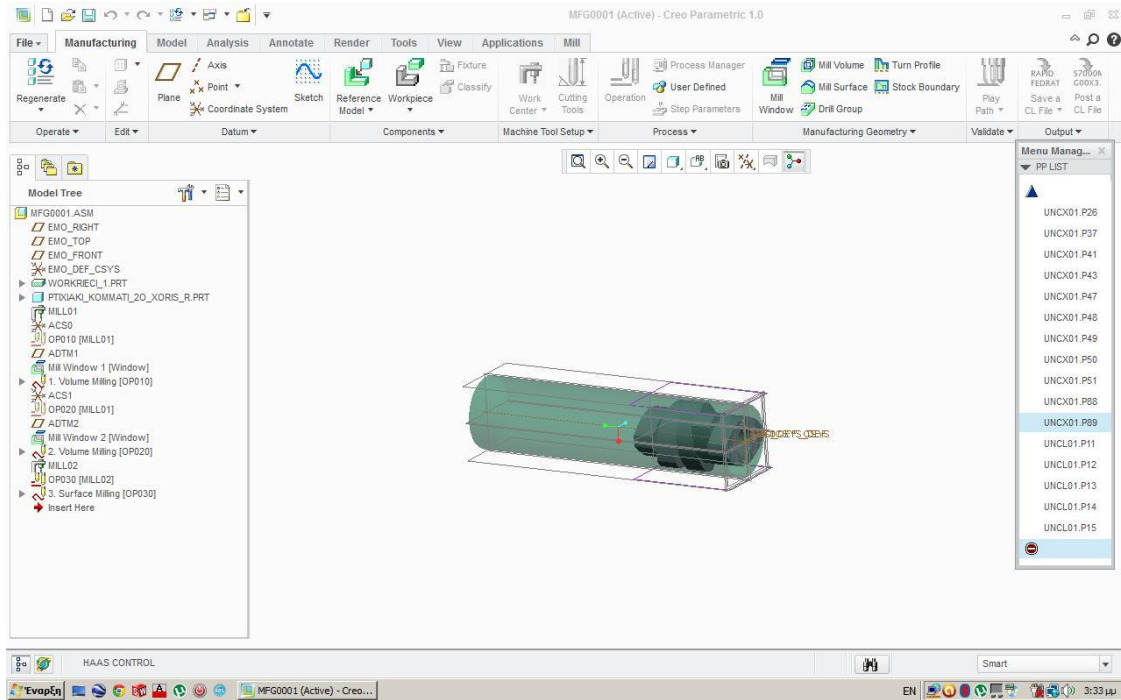 MFG0001 (Active) - Creo Parametric 1.0
File Manufacturing Model Analysis Annotate Render Tools View Applications Mill
Regenerate
Plane
Axis
Point
Coordinate System
Sketch
Reference Model
Workpiece
Fixture
Classify
Work Center
Cutting Tools
Operation
Process Manager
User Defined
Step Parameters
Mill Window
Mill Volume
Mill Surface
Drill Group
Turn Profile
Stock Boundary
Play Path
Save a CL File
Post a CL File
Operate Edit Datum Components Machine Tool Setup Process Manufacturing Geometry Validate Output
Model Tree
MFG0001.ASM
EMO_RIGHT
EMO_TOP
EMO_FRONT
EMO_DEF_CSYS
WORKRIECI_1.PRT
PTIXIAKI_KOMMATI_2O_XORIS_R.PRT
MILL01
ACS0
OP010 [MILL01]
ADTM1
Mill Window 1 [Window]
1. Volume Milling [OP010]
ACS1
OP020 [MILL01]
ADTM2
Mill Window 2 [Window]
2. Volume Milling [OP020]
MILL02
OP030 [MILL02]
3. Surface Milling [OP030]
Insert Here
Menu Manag...
PP LIST
UNCX01.P26
UNCX01.P37
UNCX01.P41
UNCX01.P43
UNCX01.P47
UNCX01.P48
UNCX01.P49
UNCX01.P50
UNCX01.P51
UNCX01.P88
UNCX01.P89
UNCL01.P11
UNCL01.P12
UNCL01.P13
UNCL01.P14
UNCL01.P15
HAAS CONTROL
Smart
Έναρξη
MFG0001 (Active) - Creo...
EN
3:33 μμ